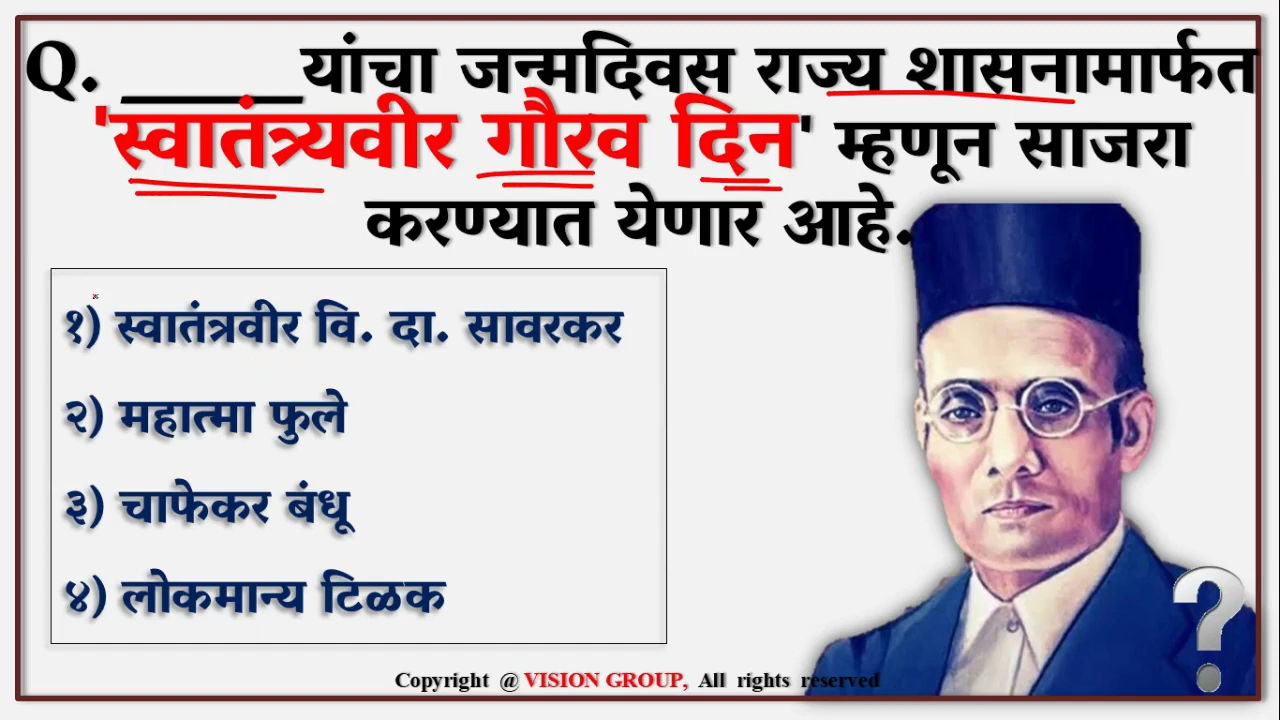 Q. _____यांचा जन्मदिवस राज्य शासनामार्फत
'स्वातंत्र्यवीर गौरव दिन' म्हणून साजरा
करण्यात येणार आहे.
१) स्वातंत्रवीर वि. दा. सावरकर
२) महात्मा फुले
३) चाफेकर बंधू
४) लोकमान्य टिळक
?
Copyright @ VISION GROUP, All rights reserved